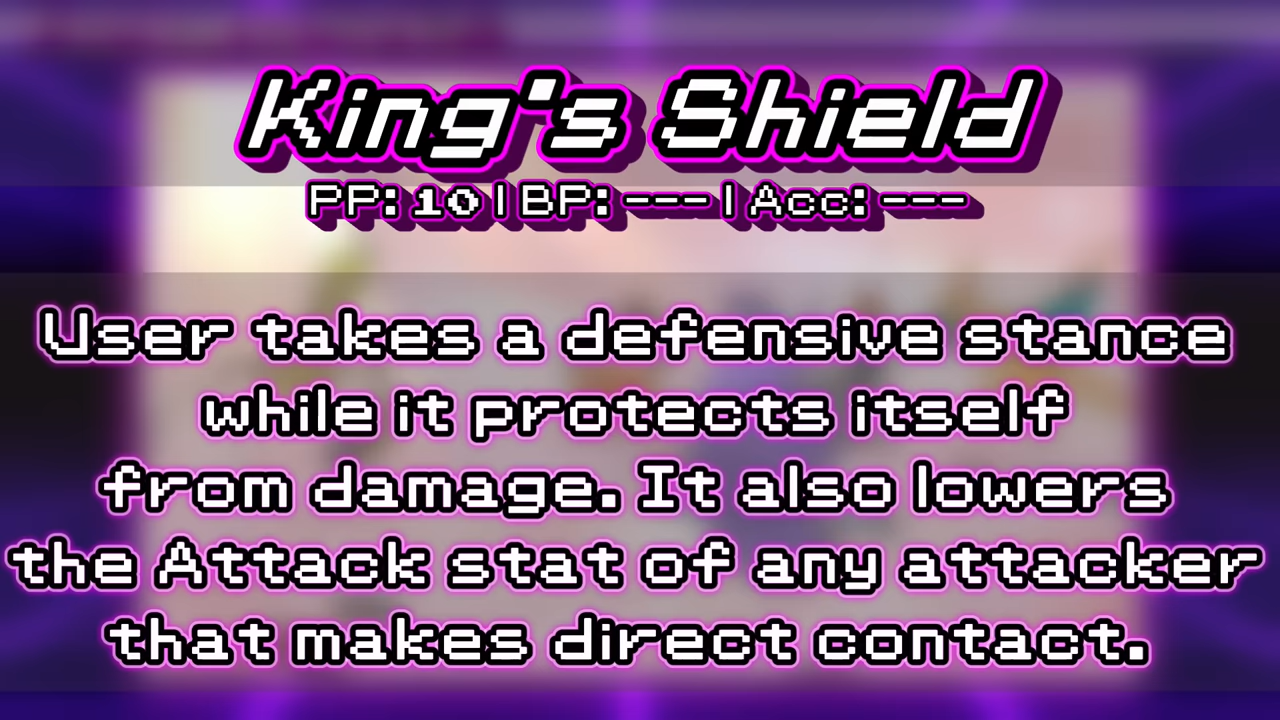 King's Shield
PP: 10 | BP: --- | Acc: ---
User takes a defensive stance
while it protects itself
from damage. It also lowers
the Attack stat of any attacker
that makes direct contact.